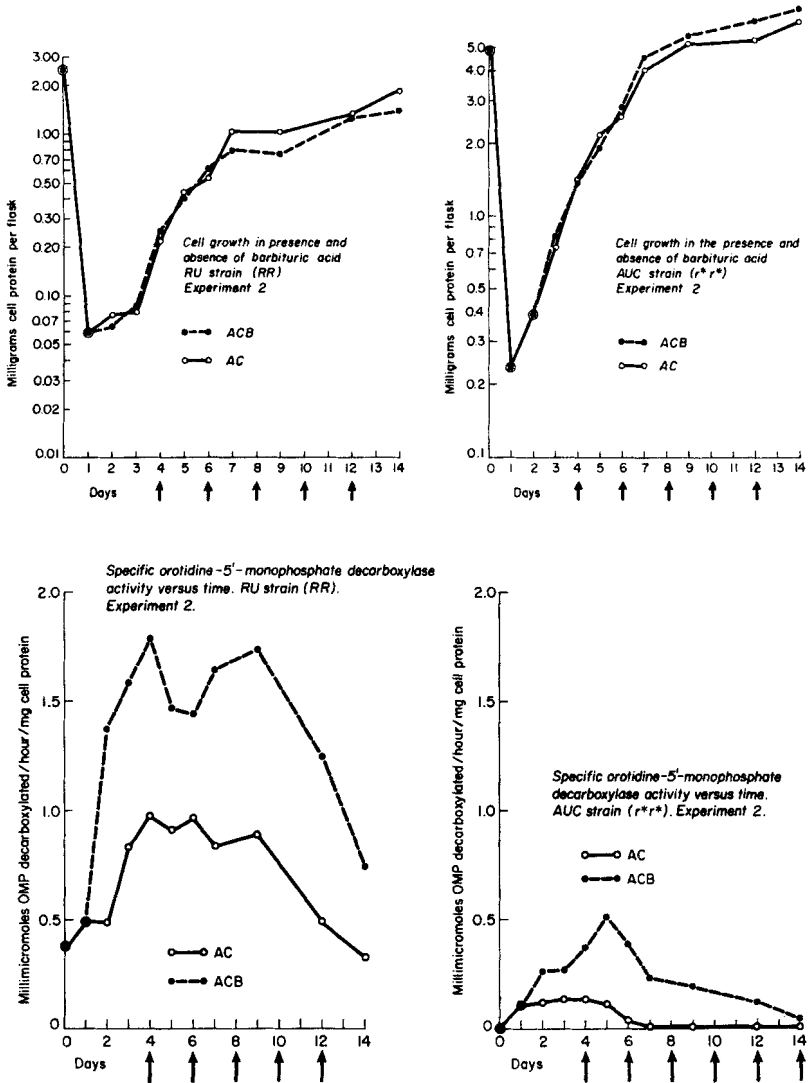 3.00
2.00
1.00
0.70
0.50
0.30
0.20
0.10
0.07
0.05
0.03
0.02
0.01
Milligrams cell protein per flask
Cell growth in presence and
absence of barbituric acid
RU strain (RR)
Experiment 2
ACB
AC
0 1 2 3 4 5 6 7 8 9 10 11 12 13 14
Days
5.0
4.0
2.0
1.0
0.8
0.7
0.5
0.4
0.3
0.2
0.1
Milligrams cell protein per flask
Cell growth in the presence and
absence of barbituric acid
AUC strain (r* r*)
Experiment 2
ACB
AC
0 1 2 3 4 5 6 7 8 9 10 11 12 13 14
Days
Specific orotidine-5'-monophosphate decarboxylase
activity versus time. RU strain (RR).
Experiment 2.
2.0
1.5
1.0
0.5
0
Millimicromoles OMP decarboxylated/hour/mg cell protein
AC
ACB
0 2 4 6 8 10 12 14
Days
2.0
1.5
1.0
0.5
0
Millimicromoles OMP decarboxylated/hour/mg cell protein
Specific orotidine-5'-monophosphate
decarboxylase activity versus time.
AUC strain (r*r*). Experiment 2.
AC
ACB
0 2 4 6 8 10 12 14
Days